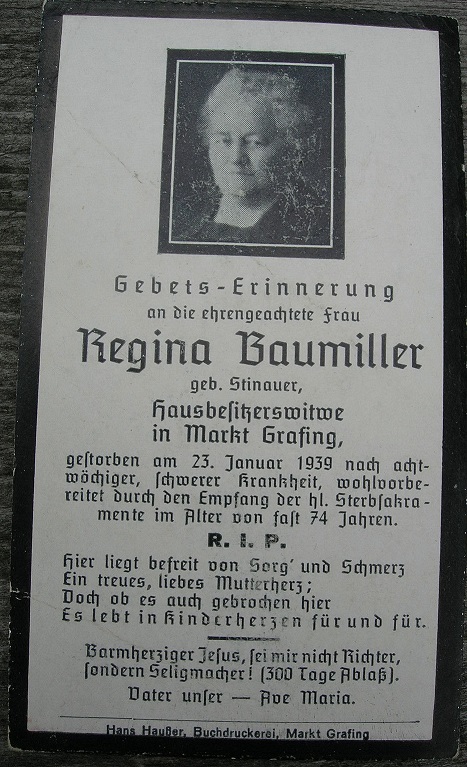 Gebets-Erinnerung
an die ehrengeachtete Frau
Regina Baumiller
geb. Stinauer,
Hausbesitzerswitwe
in Markt Grafing,
gestorben am 23. Januar 1939 nach acht-
wöchiger, schwerer Krankheit, wohlvorbe-
reitet durch den Empfang der hl. Sterbsakra-
mente im Alter von fast 74 Jahren.
R. I. P.
Hier liegt befreit von Sorg' und Schmerz
Ein treues, liebes Mutterherz;
Doch ob es auch gebrochen hier
Es lebt in Kinderherzen für und für.
Barmherziger Jesus, sei mir nicht Richter,
sondern Seligmacher! (300 Tage Ablaß).
Vater unser — Ave Maria.
Hans Haußer, Buchdruckerei, Markt Grafing